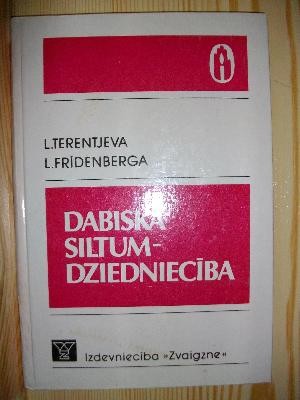 L.TERENTJEVA
L.FRĪDENBERGA
DABISKĀ
SILTUM-
DZIEDNIECĪBA
Izdevniecība »Zvaigzne«